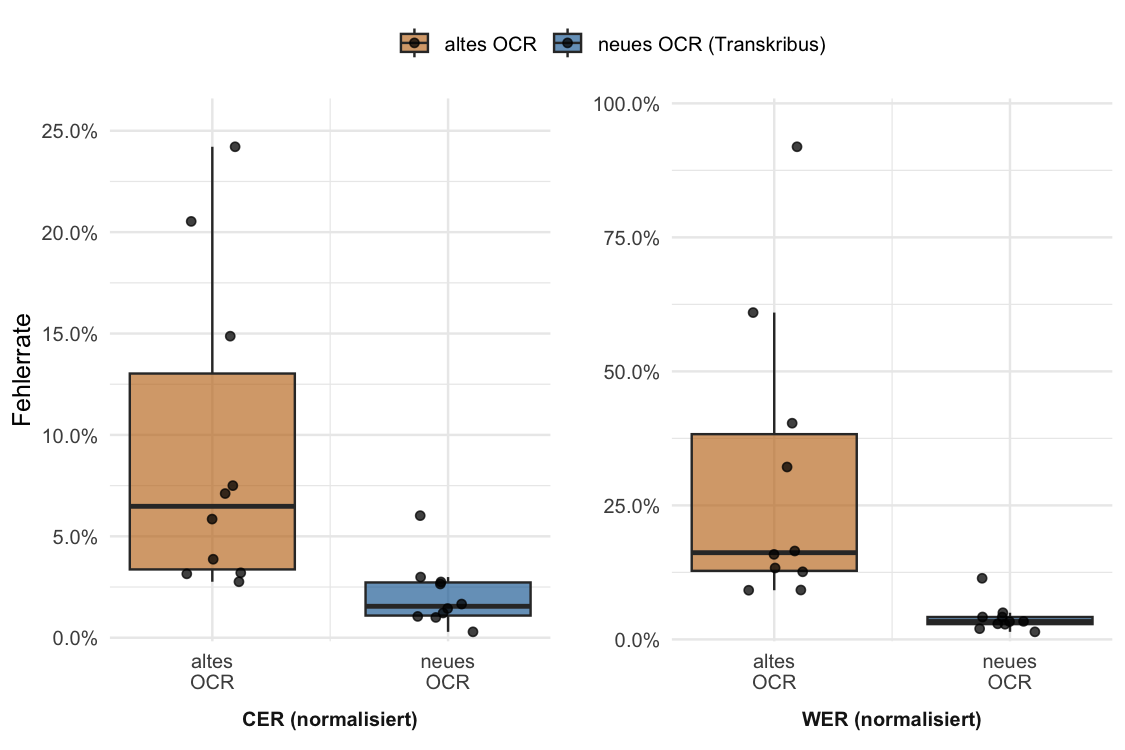 altes OCR neues OCR (Transkribus)
Fehlerrate
25.0%
20.0%
15.0%
10.0%
5.0%
0.0%
altes
OCR
neues
OCR
CER (normalisiert)
100.0%
75.0%
50.0%
25.0%
0.0%
altes
OCR
neues
OCR
WER (normalisiert)